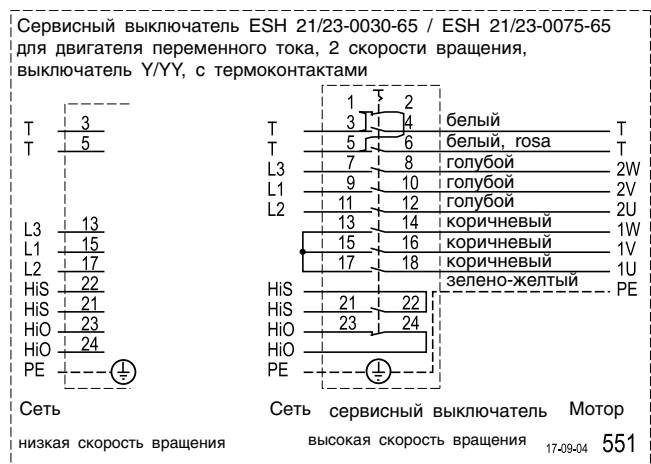 Сервисный выключатель ESH 21/23-0030-65 / ESH 21/23-0075-65
для двигателя переменного тока, 2 скорости вращения,
выключатель Y/YY, с термоконтактами
1 2
T 3 T 3 4 белый T
T 5 T 5 6 белый, rosa T
L3 7 8 голубой 2W
L1 9 10 голубой 2V
L2 11 12 голубой 2U
L3 13 13 14 коричневый 1W
L1 15 15 16 коричневый 1V
L2 17 17 18 коричневый 1U
HiS 22 HiS зелено-желтый PE
HiS 21 HiS 21 22
HiO 23 HiO 23 24
HiO 24 HiO
PE PE
Сеть Сеть сервисный выключатель Мотор
низкая скорость вращения высокая скорость вращения 17-09-04 551